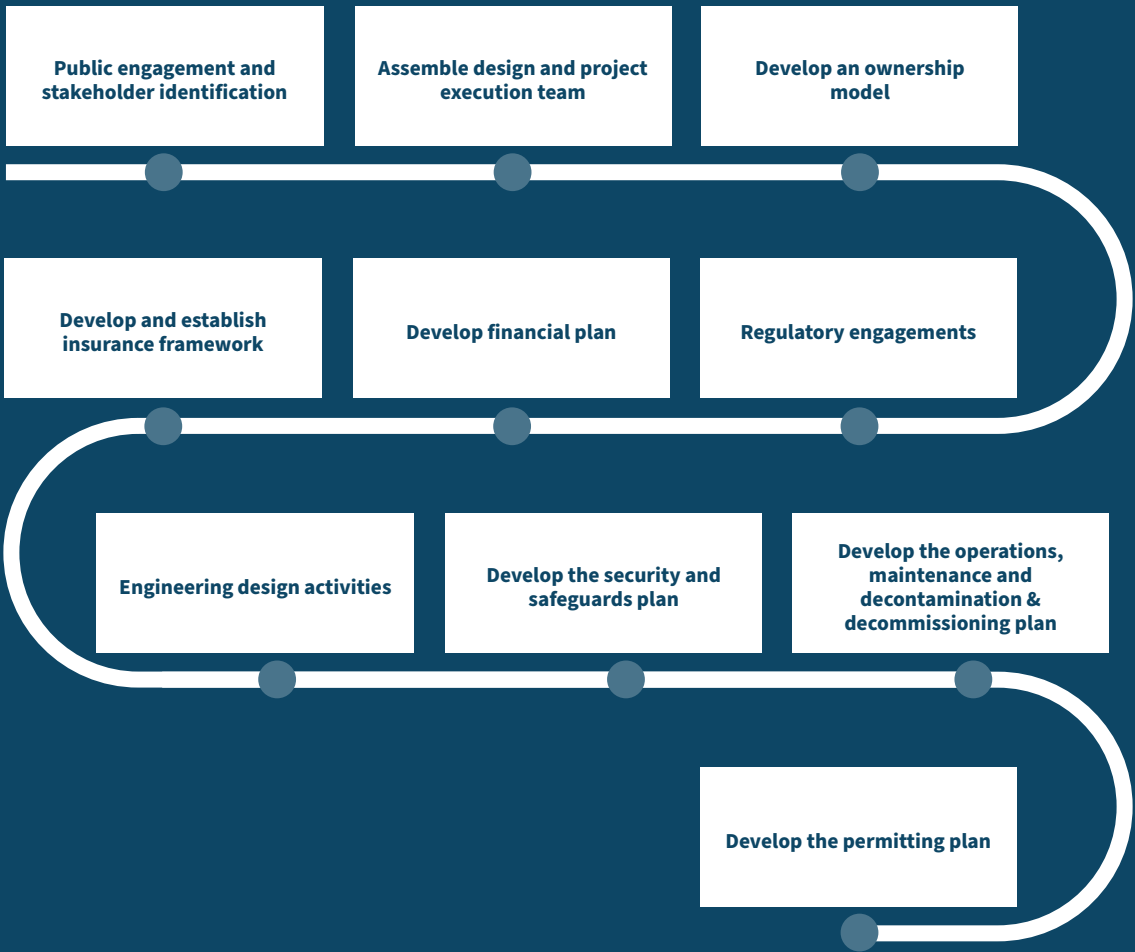 Public engagement and
stakeholder identification
Assemble design and project
execution team
Develop an ownership
model
Regulatory engagements
Develop financial plan
Develop and establish
insurance framework
Engineering design activities
Develop the security and
safeguards plan
Develop the operations,
maintenance and
decontamination &
decommissioning plan
Develop the permitting plan